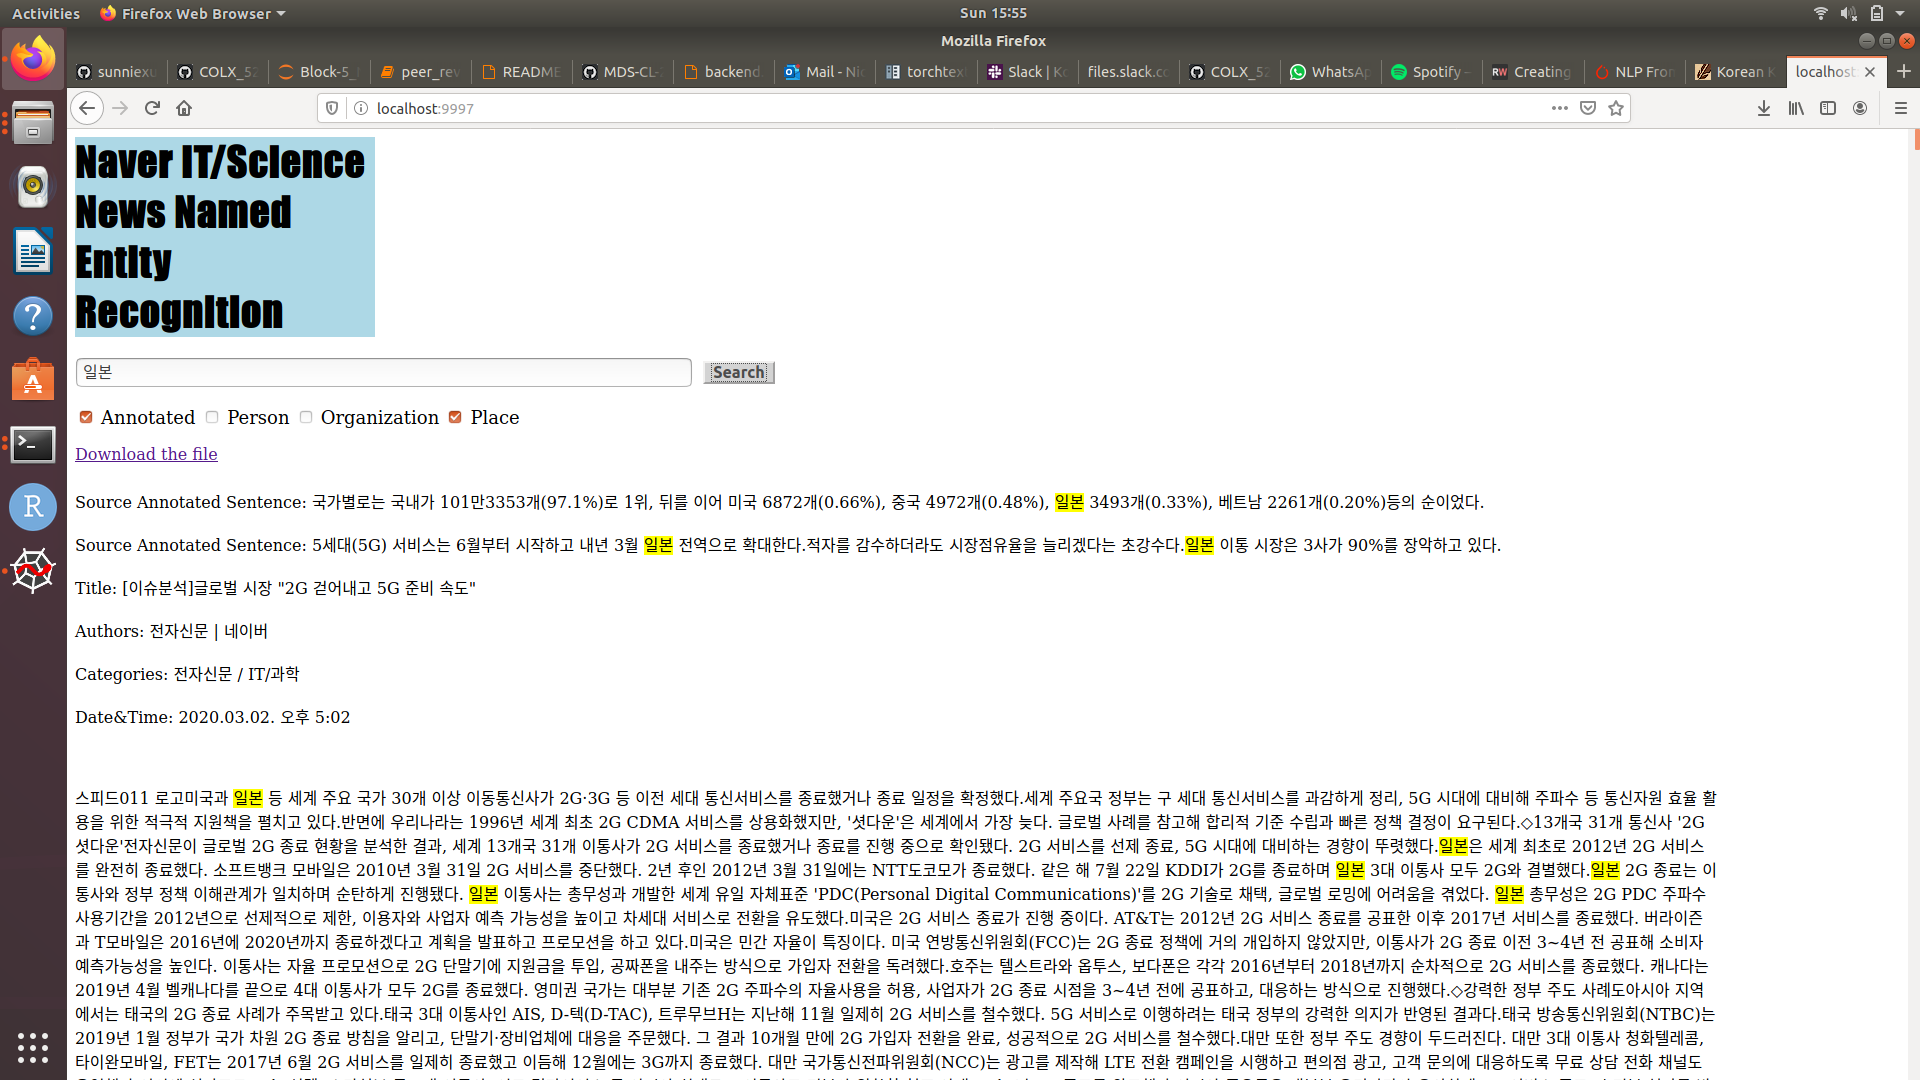 Activities
Firefox Web Browser
Sun 15:55
Mozilla Firefox
sunniexu
COLX_52
Block-5_
peer_rev
README
MDS-CL-2
backend.
Mail - Nic
torchtex
Slack | Ko
files.slack.co
COLX_52
WhatsAp
Spotify –
Creating
NLP Fron
Korean K
localhost
localhost:9997
Naver IT/Science
News Named
Entity
Recognition
일본
Search
Annotated Person Organization Place
Download the file
Source Annotated Sentence: 국가별로는 국내가 101만3353개(97.1%)로 1위, 뒤를 이어 미국 6872개(0.66%), 중국 4972개(0.48%), 일본 3493개(0.33%), 베트남 2261개(0.20%)등의 순이었다.
Source Annotated Sentence: 5세대(5G) 서비스는 6월부터 시작하고 내년 3월 일본 전역으로 확대한다.적자를 감수하더라도 시장점유율을 늘리겠다는 초강수다.일본 이통 시장은 3사가 90%를 장악하고 있다.
Title: [이슈분석]글로벌 시장 "2G 걷어내고 5G 준비 속도"
Authors: 전자신문 | 네이버
Categories: 전자신문 / IT/과학
Date&Time: 2020.03.02. 오후 5:02
스피드011 로고미국과 일본 등 세계 주요 국가 30개 이상 이동통신사가 2G·3G 등 이전 세대 통신서비스를 종료했거나 종료 일정을 확정했다.세계 주요국 정부는 구 세대 통신서비스를 과감하게 정리, 5G 시대에 대비해 주파수 등 통신자원 효율 활
용을 위한 적극적 지원책을 펼치고 있다.반면에 우리나라는 1996년 세계 최초 2G CDMA 서비스를 상용화했지만, '셧다운'은 세계에서 가장 늦다. 글로벌 사례를 참고해 합리적 기준 수립과 빠른 정책 결정이 요구된다.◇13개국 31개 통신사 '2G
셧다운'전자신문이 글로벌 2G 종료 현황을 분석한 결과, 세계 13개국 31개 이통사가 2G 서비스를 종료했거나 종료를 진행 중으로 확인됐다. 2G 서비스를 선제 종료, 5G 시대에 대비하는 경향이 뚜렷했다.일본은 세계 최초로 2012년 2G 서비스
를 완전히 종료했다. 소프트뱅크 모바일은 2010년 3월 31일 2G 서비스를 중단했다. 2년 후인 2012년 3월 31일에는 NTT도코모가 종료했다. 같은 해 7월 22일 KDDI가 2G를 종료하며 일본 3대 이통사 모두 2G와 결별했다.일본 2G 종료는 이
통사와 정부 정책 이해관계가 일치하며 순탄하게 진행됐다. 일본 이통사는 총무성과 개발한 세계 유일 자체표준 'PDC(Personal Digital Communications)'를 2G 기술로 채택, 글로벌 로밍에 어려움을 겪었다. 일본 총무성은 2G PDC 주파수
사용기간을 2012년으로 선제적으로 제한, 이용자와 사업자 예측 가능성을 높이고 차세대 서비스로 전환을 유도했다.미국은 2G 서비스 종료가 진행 중이다. AT&T는 2012년 2G 서비스 종료를 공표한 이후 2017년 서비스를 종료했다. 버라이즌
과 T모바일은 2016년에 2020년까지 종료하겠다고 계획을 발표하고 프로모션을 하고 있다.미국은 민간 자율이 특징이다. 미국 연방통신위원회(FCC)는 2G 종료 정책에 거의 개입하지 않았지만, 이통사가 2G 종료 이전 3~4년 전 공표해 소비자
예측가능성을 높인다. 이통사는 자율 프로모션으로 2G 단말기에 지원금을 투입, 공짜폰을 내주는 방식으로 가입자 전환을 독려했다.호주는 텔스트라와 옵투스, 보다폰은 각각 2016년부터 2018년까지 순차적으로 2G 서비스를 종료했다. 캐나다는
2019년 4월 벨캐나다를 끝으로 4대 이통사가 모두 2G를 종료했다. 영미권 국가는 대부분 기존 2G 주파수의 자율사용을 허용, 사업자가 2G 종료 시점을 3~4년 전에 공표하고, 대응하는 방식으로 진행했다.◇강력한 정부 주도 사례도아시아 지역
에서는 태국의 2G 종료 사례가 주목받고 있다.태국 3대 이통사인 AIS, D-텍(D-TAC), 트루무브H는 지난해 11월 일제히 2G 서비스를 철수했다. 5G 서비스로 이행하려는 태국 정부의 강력한 의지가 반영된 결과다.태국 방송통신위원회(NTBC)는
2019년 1월 정부가 국가 차원 2G 종료 방침을 알리고, 단말기·장비업체에 대응을 주문했다. 그 결과 10개월 만에 2G 가입자 전환을 완료, 성공적으로 2G 서비스를 철수했다.대만 또한 정부 주도 경향이 두드러진다. 대만 3대 이통사 청화텔레콤,
타이완모바일, FET는 2017년 6월 2G 서비스를 일제히 종료했고 이듬해 12월에는 3G까지 종료했다. 대만 국가통신전파위원회(NCC)는 광고를 제작해 LTE 전환 캠페인을 시행하고 편의점 광고, 고객 문의에 대응하도록 무료 상담 전화 채널도